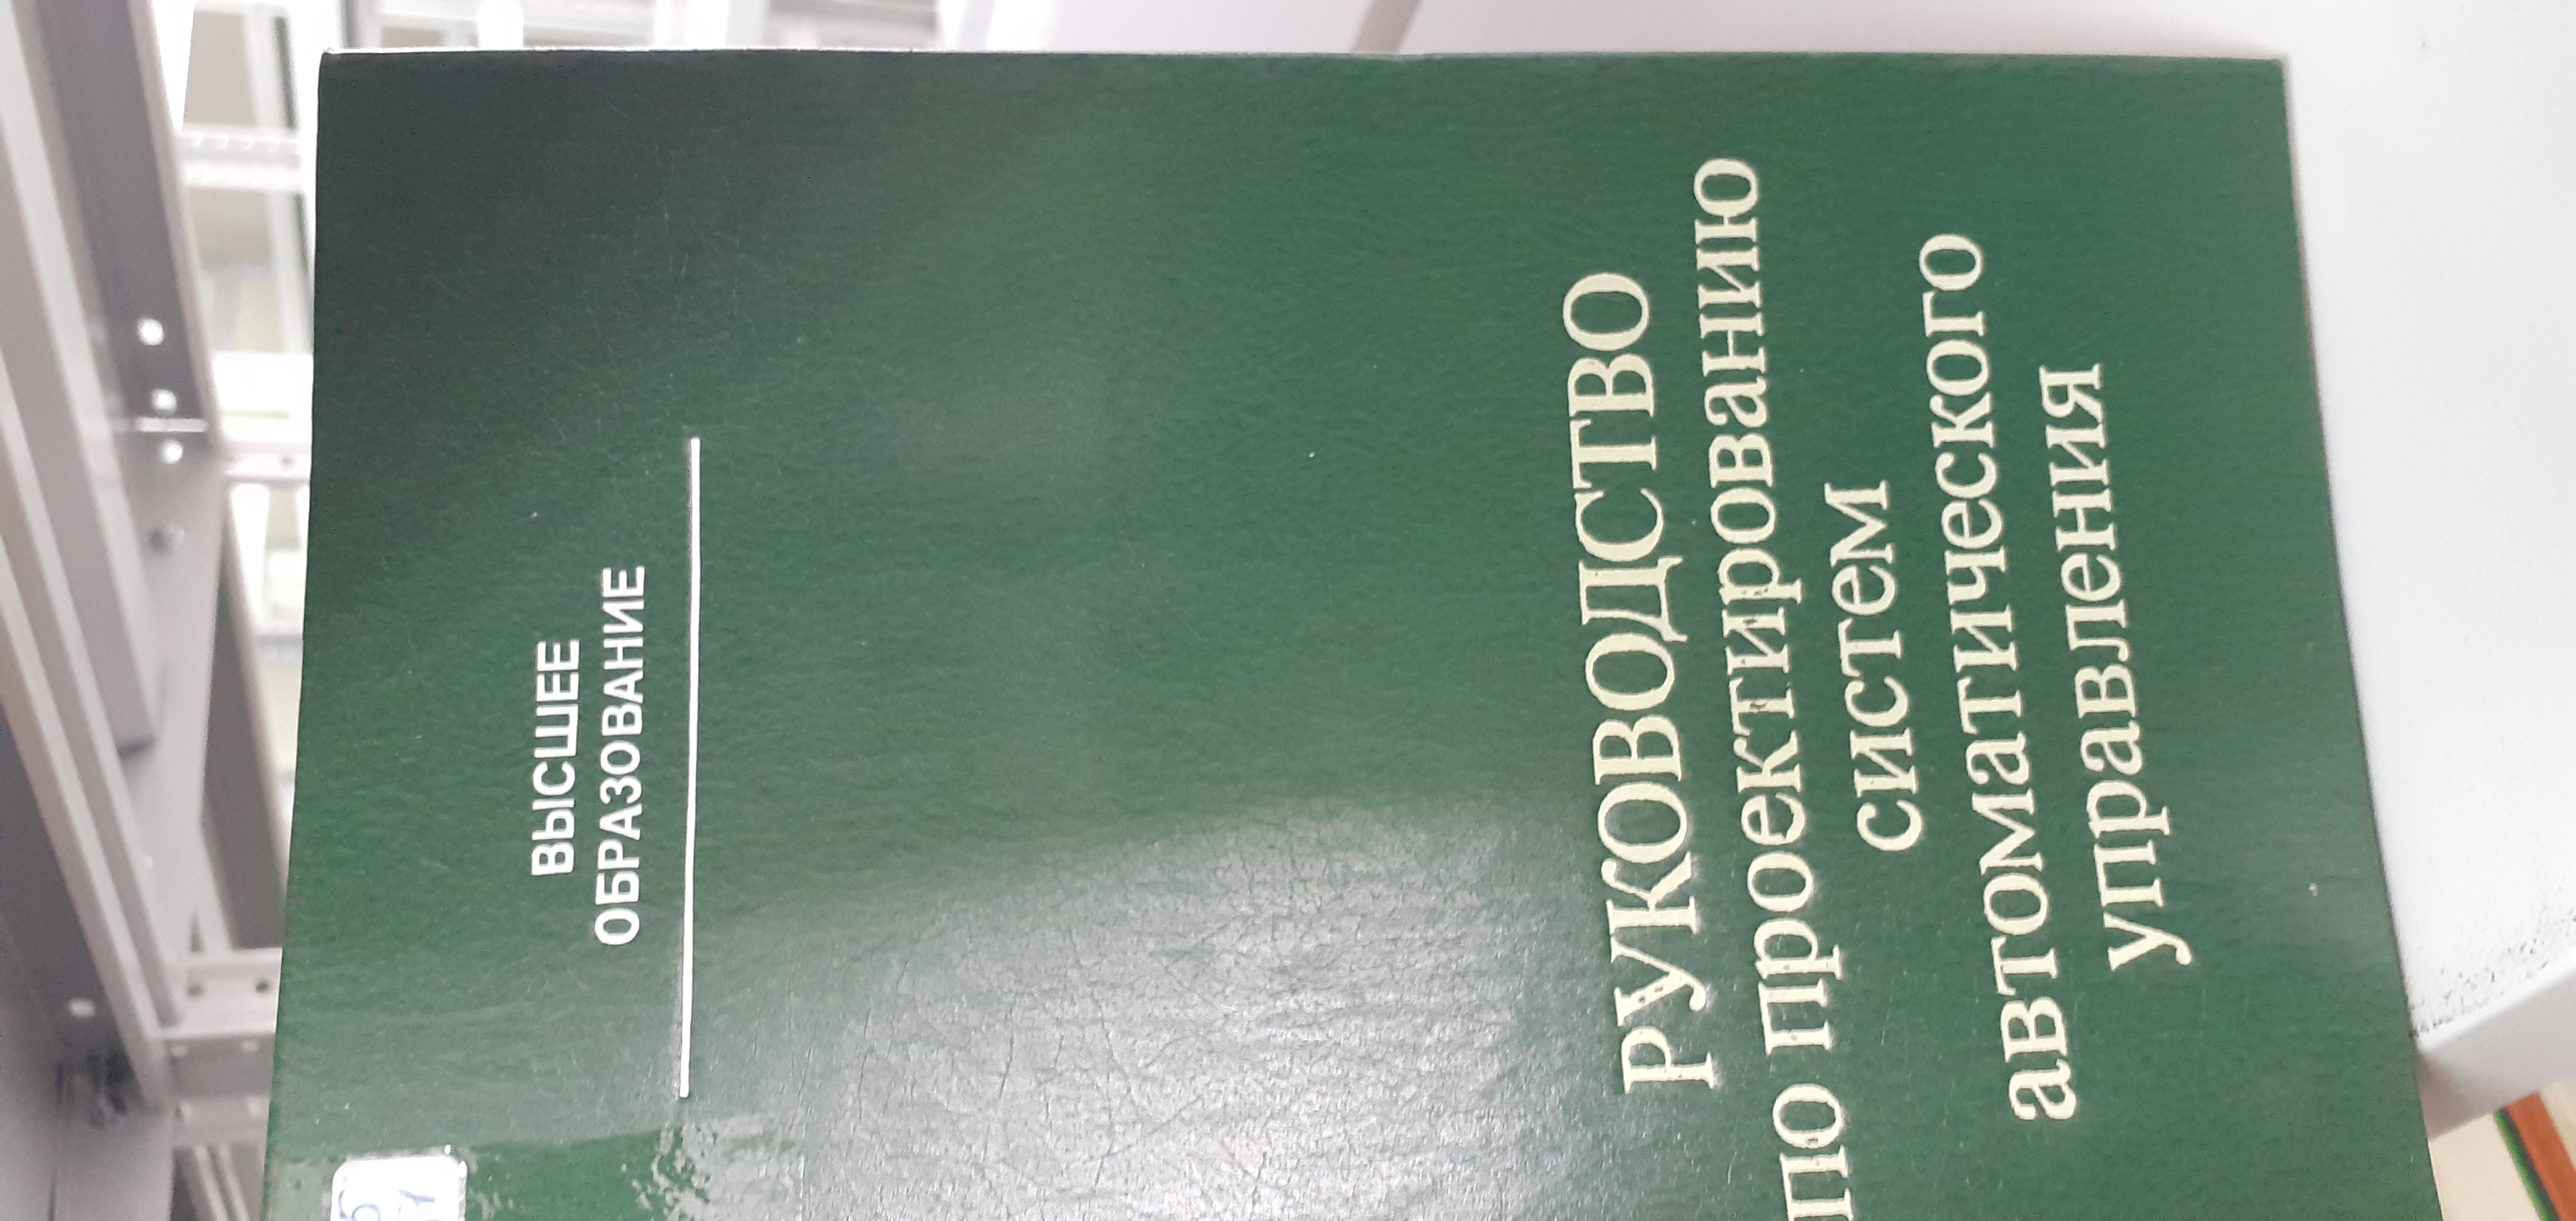 ВЫСШЕЕ
ОБРАЗОВАНИЕ
РУКОВОДСТВО
по проектированию
систем
автоматического
управления